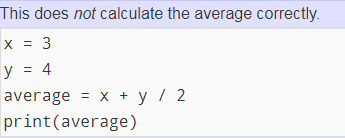 This does not calculate the average correctly.
x = 3
y = 4
average = x + y / 2
print(average)